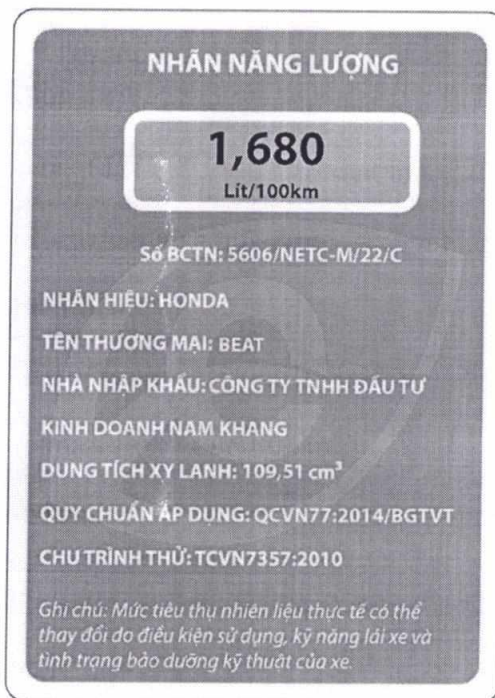 NHÃN NĂNG LƯỢNG
1,680
Lít/100km
Số BCTN: 5606/NETC-M/22/C
NHÃN HIỆU: HONDA
TÊN THƯƠNG MẠI: BEAT
NHÀ NHẬP KHẨU: CÔNG TY TNHH ĐẦU TƯ
KINH DOANH NAM KHANG
DUNG TÍCH XY LANH: 109,51 cm³
QUY CHUẨN ÁP DỤNG: QCVN77:2014/BGTVT
CHU TRÌNH THỬ: TCVN7357:2010
Ghi chú: Mức tiêu thụ nhiên liệu thực tế có thể
thay đổi do điều kiện sử dụng, kỹ năng lái xe và
tình trạng bảo dưỡng kỹ thuật của xe.